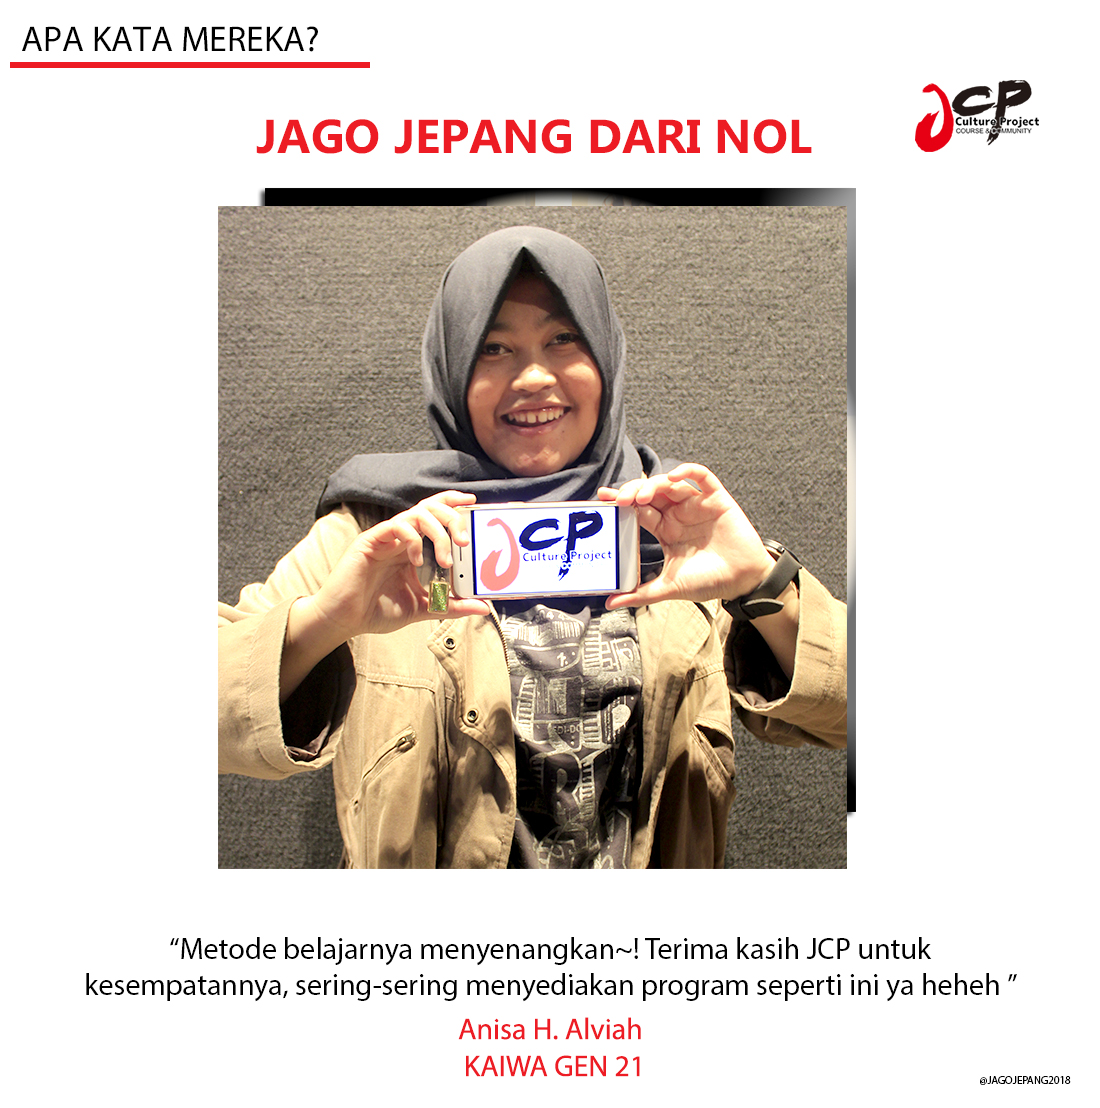 APA KATA MEREKA?
JCP
Culture Project
COURSE & COMMUNITY
JAGO JEPANG DARI NOL
JCP
Culture Project
“Metode belajarnya menyenangkan~! Terima kasih JCP untuk
kesempatannya, sering-sering menyediakan program seperti ini ya heheh ”
Anisa H. Alviah
KAIWA GEN 21
@JAGOJEPANG2018